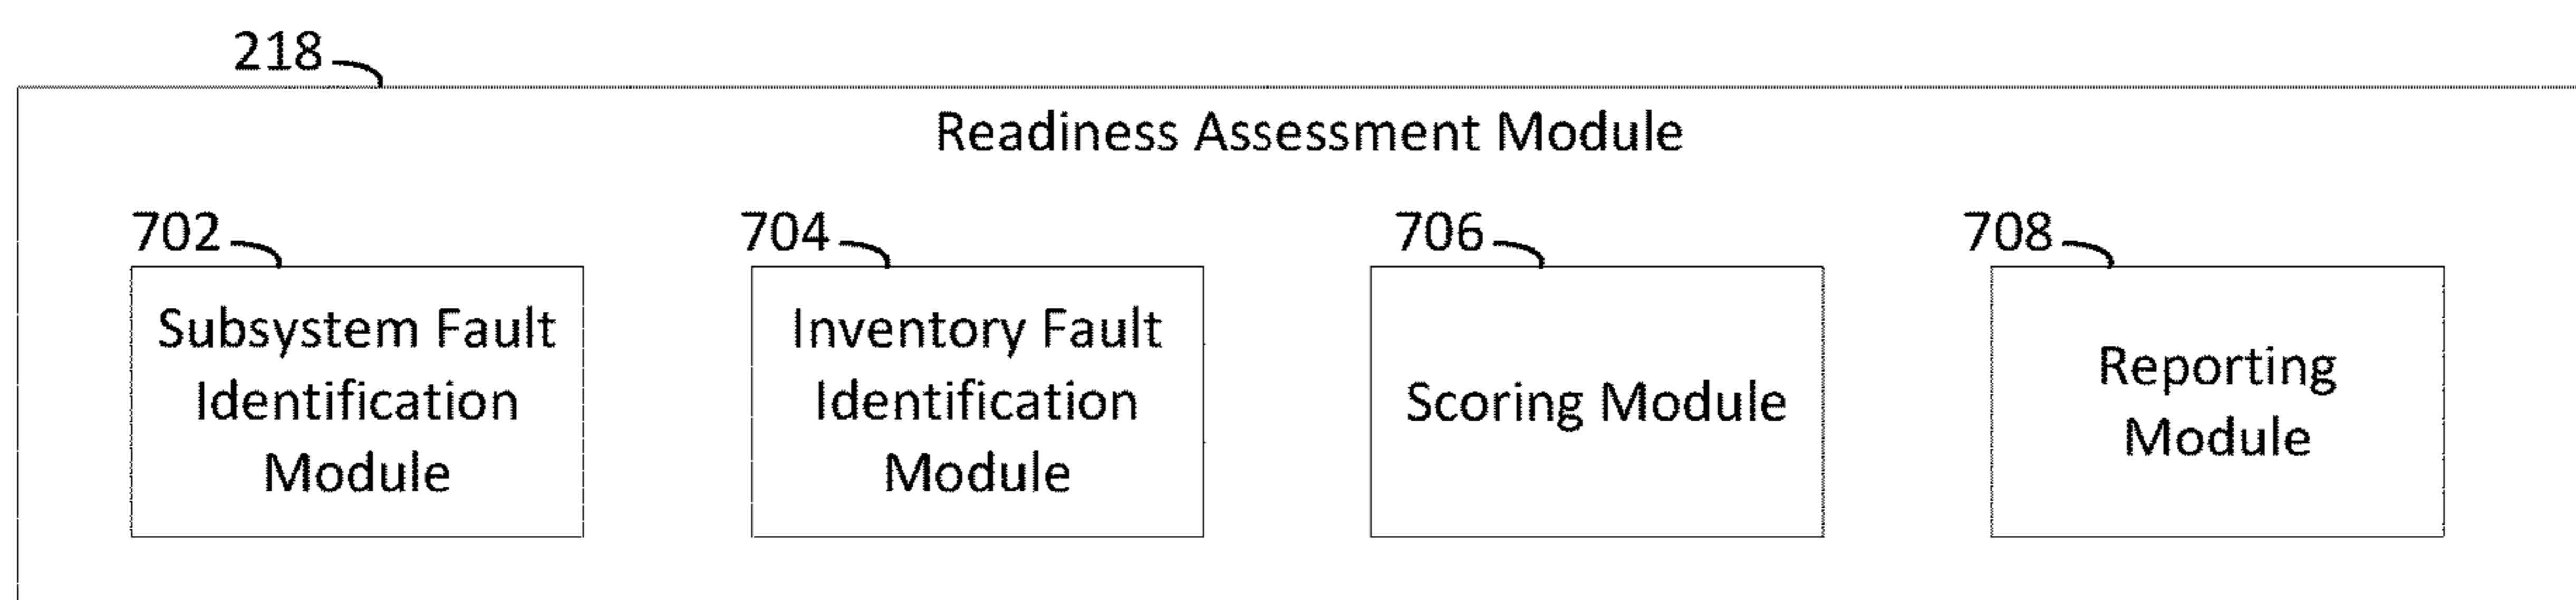 218
Readiness Assessment Module
702
Subsystem Fault
Identification
Module
704
Inventory Fault
Identification
Module
706
Scoring Module
708
Reporting
Module